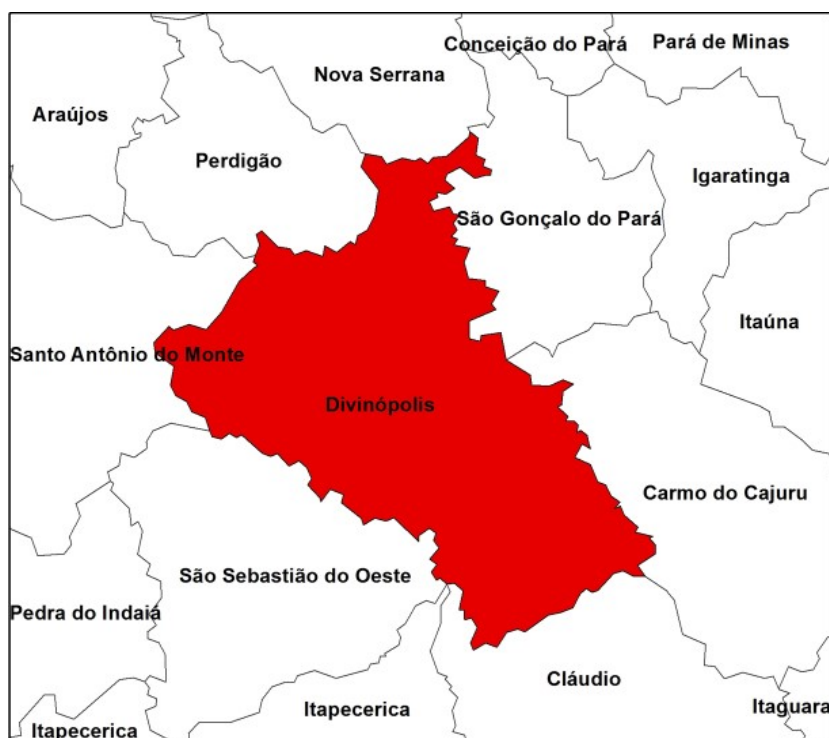 Conceição do Pará
Pará de Minas
Nova Serrana
Araújos
Perdigão
Igaratinga
São Gonçalo do Pará
Itaúna
Santo Antônio do Monte
Divinópolis
Carmo do Cajuru
São Sebastião do Oeste
Pedra do Indaiá
Cláudio
Itaguara
Itapecerica
Itapecerica